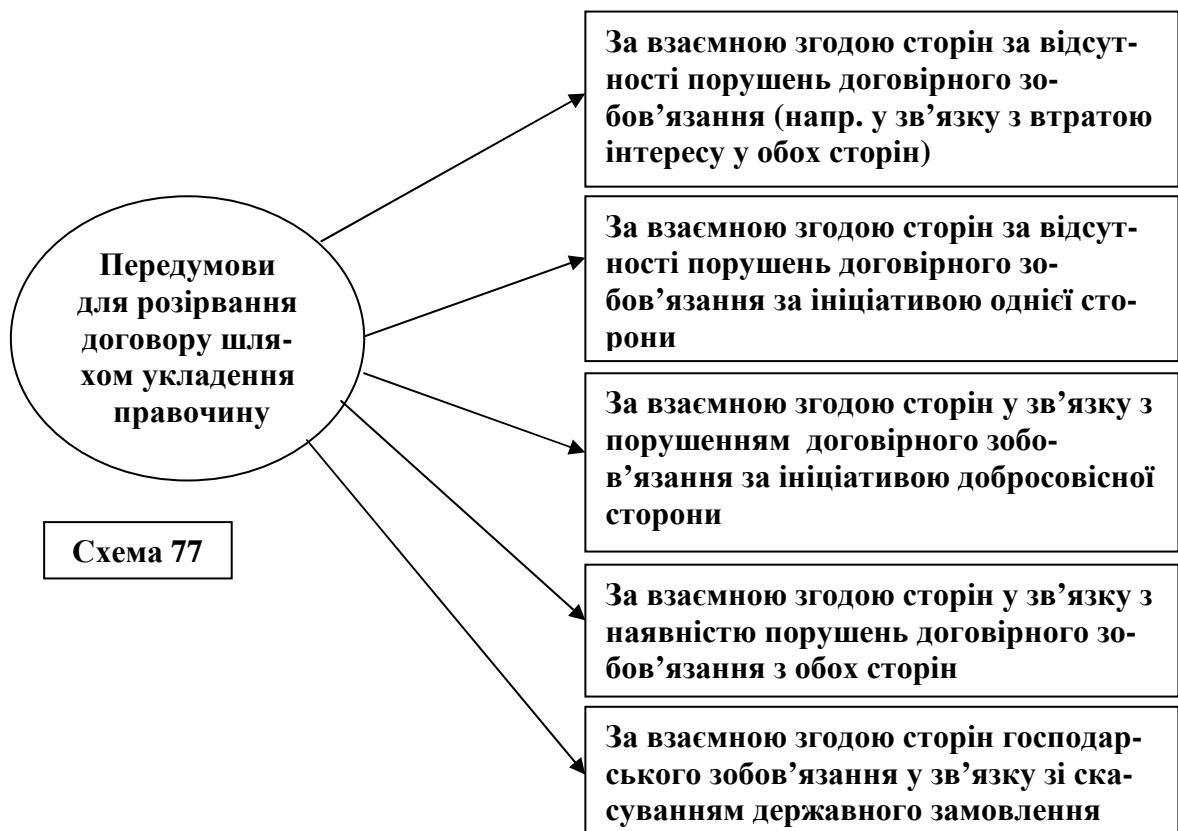 Передумови
для розірвання
договору шля-
хом укладення
правочину
Схема 77
За взаємною згодою сторін за відсут-
ності порушень договірного зо-
бов’язання (напр. у зв’язку з втратою
інтересу у обох сторін)
За взаємною згодою сторін за відсут-
ності порушень договірного зо-
бов’язання за ініціативою однієї сто-
рони
За взаємною згодою сторін у зв’язку з
порушенням договірного зобо-
в’язання за ініціативою добросовісної
сторони
За взаємною згодою сторін у зв’язку з
наявністю порушень договірного зо-
бов’язання з обох сторін
За взаємною згодою сторін господар-
ського зобов’язання у зв’язку зі ска-
суванням державного замовлення